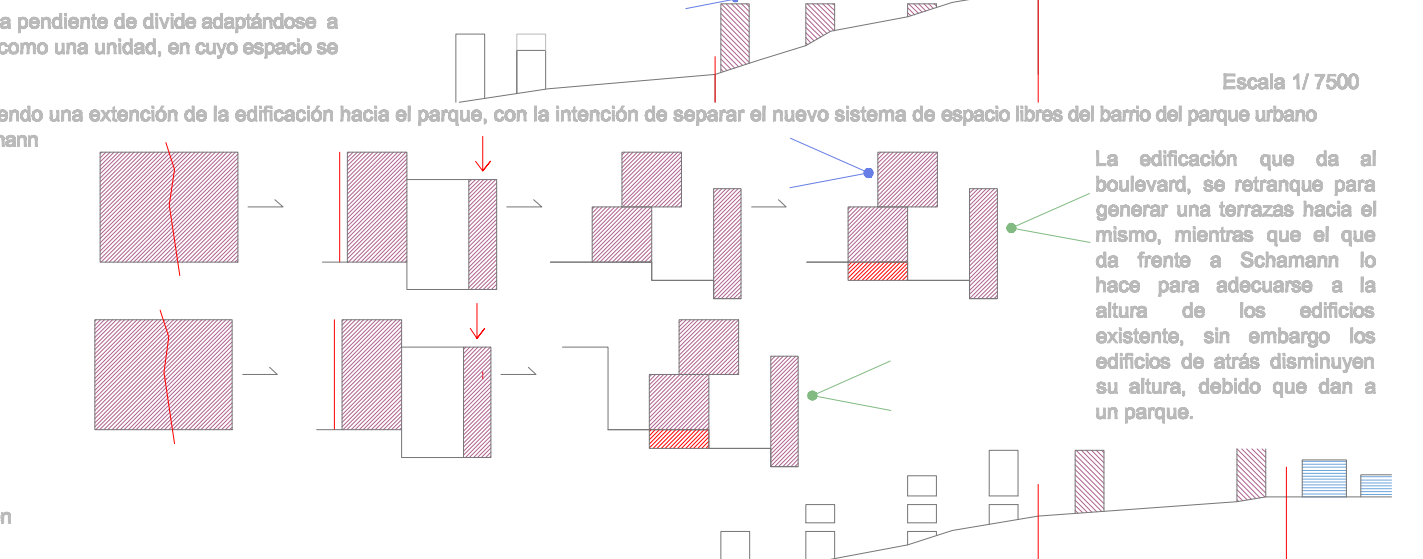 a pendiente de divide adaptándose a
como una unidad, en cuyo espacio se
Escala 1/ 7500
endo una extención de la edificación hacia el parque, con la intención de separar el nuevo sistema de espacio libres del barrio del parque urbano
mann
La edificación que da al
boulevard, se retranque para
generar una terrazas hacia el
mismo, mientras que el que
da frente a Schamann lo
hace para adecuarse a la
altura de los edificios
existente, sin embargo los
edificios de atrás disminuyen
su altura, debido que dan a
un parque.
en